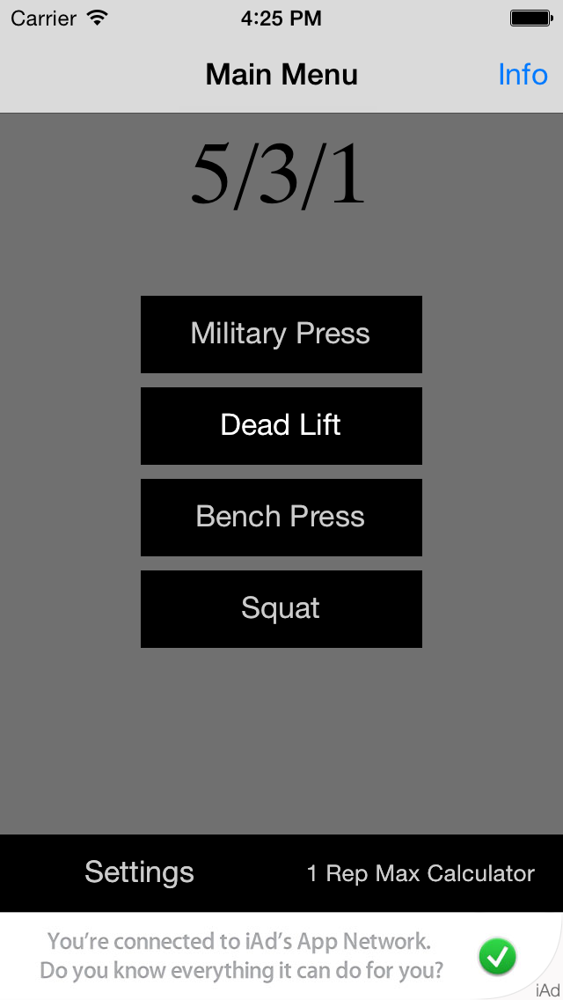 Carrier 4:25 PM
Main Menu Info
5/3/1
Military Press
Dead Lift
Bench Press
Squat
Settings 1 Rep Max Calculator
You’re connected to iAd’s App Network.
Do you know everything it can do for you?
iAd